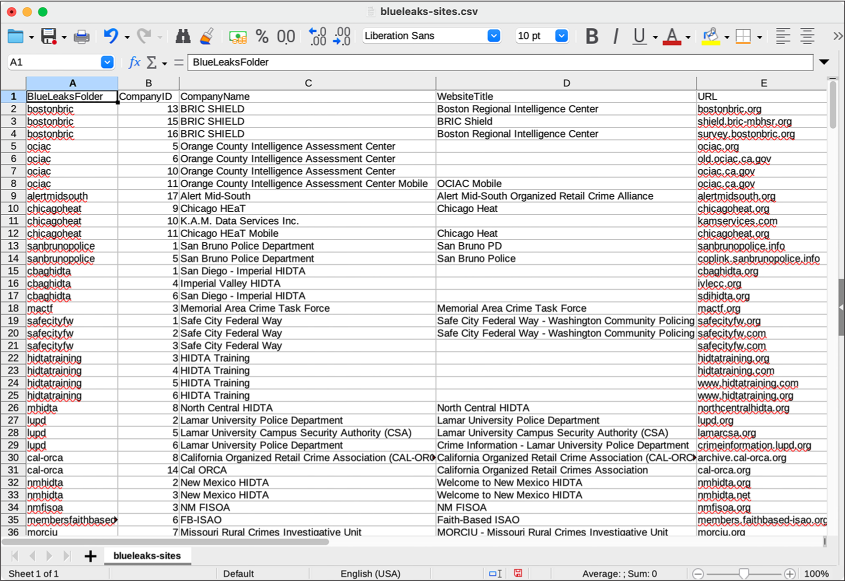 blueleaks-sites.csv
Liberation Sans 10 pt B I U A
A1 fx Σ = BlueLeaksFolder
A B C D E
1 BlueLeaksFolder CompanyID CompanyName WebsiteTitle URL
2 bostonbric 13 BRIC SHIELD Boston Regional Intelligence Center bostonbric.org
3 bostonbric 15 BRIC SHIELD BRIC Shield shield.bric-mbhsr.org
4 bostonbric 16 BRIC SHIELD Boston Regional Intelligence Center survey.bostonbric.org
5 ociac 5 Orange County Intelligence Assessment Center ociac.org
6 ociac 6 Orange County Intelligence Assessment Center old.ociac.ca.gov
7 ociac 10 Orange County Intelligence Assessment Center ociac.ca.gov
8 ociac 11 Orange County Intelligence Assessment Center Mobile OCIAC Mobile ociac.ca.gov
9 alertmidsouth 17 Alert Mid-South Alert Mid-South Organized Retail Crime Alliance alertmidsouth.org
10 chicagoheat 9 Chicago HEaT Chicago Heat chicagoheat.org
11 chicagoheat 10 K.A.M. Data Services Inc. kamservices.com
12 chicagoheat 11 Chicago HEaT Mobile Chicago Heat chicagoheat.org
13 sanbrunopolice 1 San Bruno Police Department San Bruno PD sanbrunopolice.info
14 sanbrunopolice 5 San Bruno Police Department San Bruno Police coplink.sanbrunopolice.info
15 cbaghidta 1 San Diego - Imperial HIDTA cbaghidta.org
16 cbaghidta 4 Imperial Valley HIDTA ivlecc.org
17 cbaghidta 6 San Diego - Imperial HIDTA sdihidta.org
18 mactf 3 Memorial Area Crime Task Force Memorial Area Crime Task Force mactf.org
19 safecityfw 1 Safe City Federal Way Safe City Federal Way - Washington Community Policing safecityfw.org
20 safecityfw 2 Safe City Federal Way Safe City Federal Way - Washington Community Policing safecityfw.com
21 safecityfw 3 Safe City Federal Way safecityfw.com
22 hidtatraining 3 HIDTA Training hidtatraining.org
23 hidtatraining 4 HIDTA Training hidtatraining.com
24 hidtatraining 5 HIDTA Training www.hidtatraining.com
25 hidtatraining 6 HIDTA Training www.hidtatraining.org
26 mhidta 8 North Central HIDTA North Central HIDTA northcentralhidta.org
27 lupd 2 Lamar University Police Department Lamar University Police Department lupd.org
28 lupd 5 Lamar University Campus Security Authority (CSA) Lamar University Campus Security Authority (CSA) lamarcsa.org
29 lupd 6 Lamar University Police Department Crime Information - Lamar University Police Department crimeinformation.lupd.org
30 cal-orca 8 California Organized Retail Crime Association (CAL-ORC California Organized Retail Crime Association (CAL-ORC archive.cal-orca.org
31 cal-orca 14 Cal ORCA California Organized Retail Crimes Association cal-orca.org
32 nmhidta 2 New Mexico HIDTA Welcome to New Mexico HIDTA nmhidta.org
33 nmhidta 3 New Mexico HIDTA Welcome to New Mexico HIDTA nmhidta.net
34 nmfisoa 3 NM FISOA NM FISOA nmfisoa.org
35 membersfaithbased 6 FB-ISAO Faith-Based ISAO members.faithbased-isao.org
36 morciu 7 Missouri Rural Crimes Investigative Unit MORCIU - Missouri Rural Crimes Investigative Unit morciu.org
blueleaks-sites
Sheet 1 of 1 Default English (USA) Average: ; Sum: 0 100%